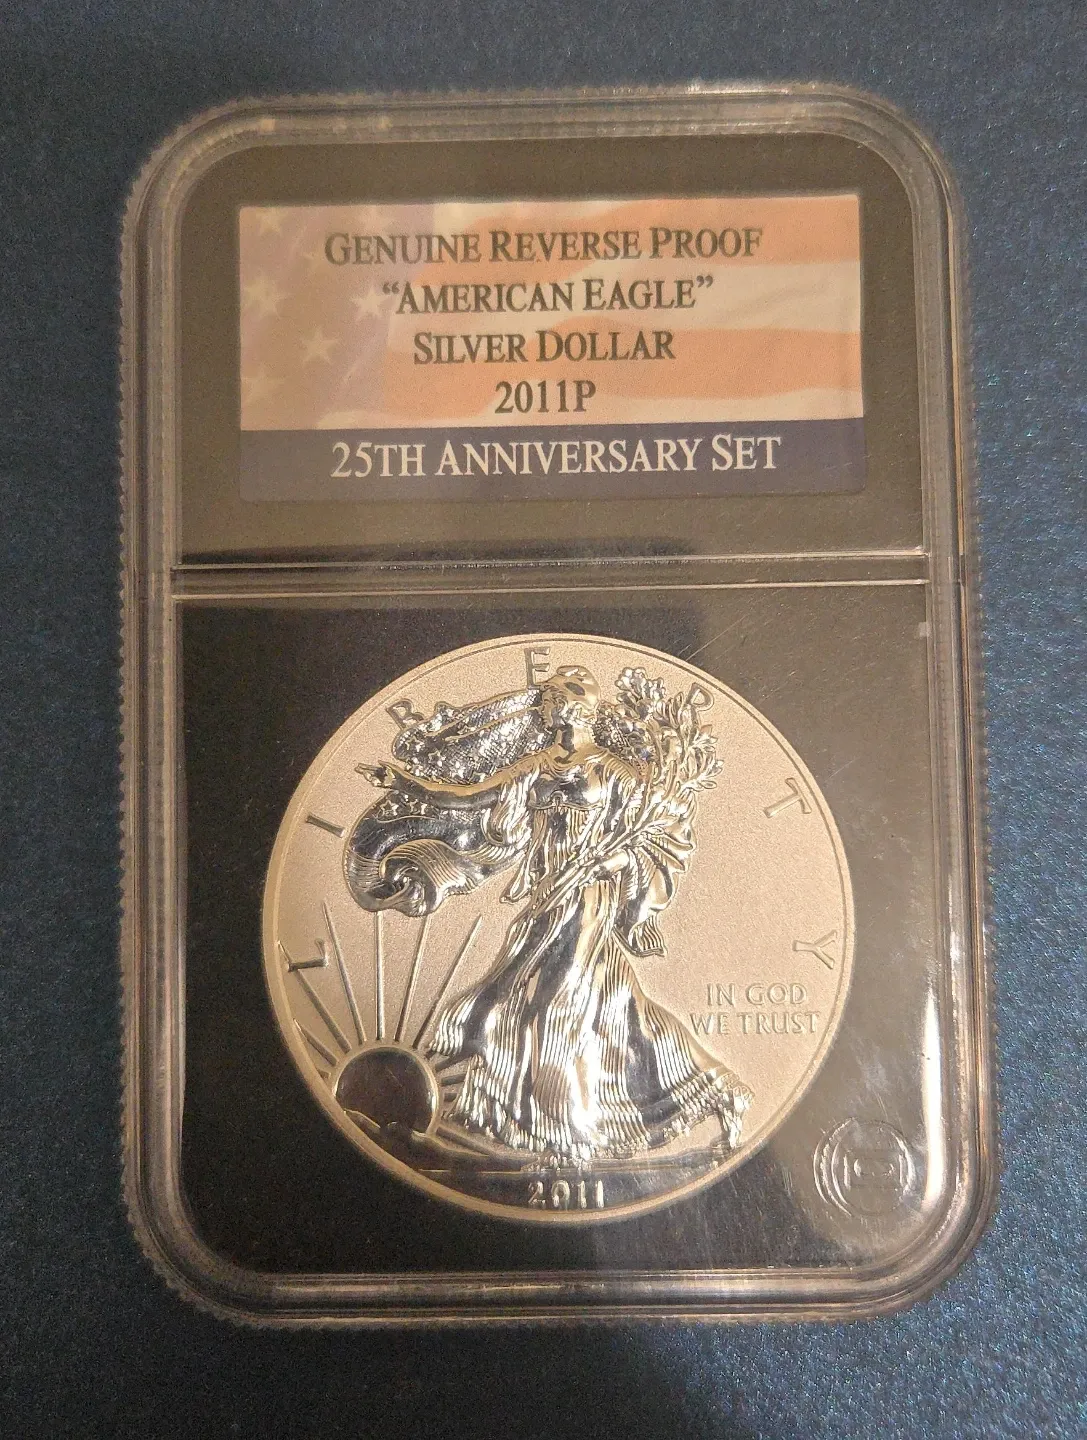 GENUINE REVERSE PROOF
"AMERICAN EAGLE"
SILVER DOLLAR
2011P
25TH ANNIVERSARY SET
LIBERTY
IN GOD
WE TRUST
2011